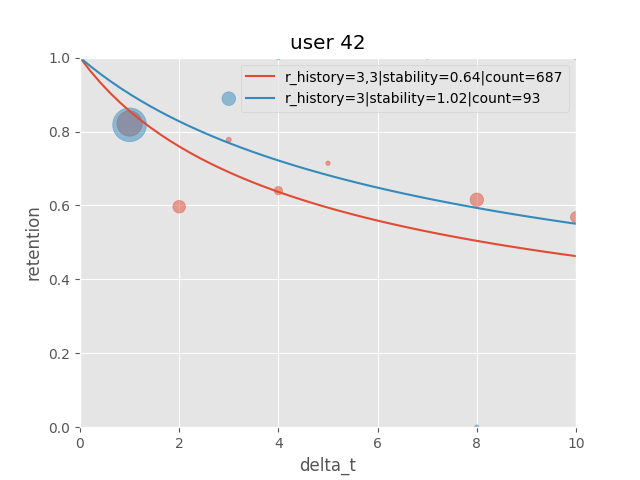 user 42
r_history=3,3|stability=0.64|count=687
r_history=3|stability=1.02|count=93
retention
1.0
0.8
0.6
0.4
0.2
0.0
0 2 4 6 8 10
delta_t